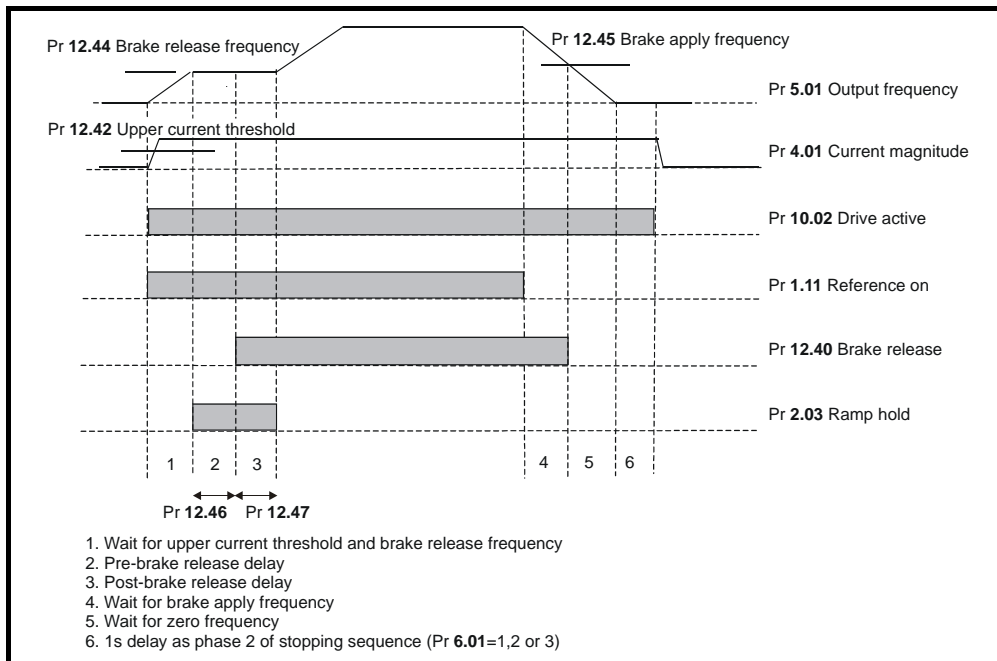 Pr 12.44 Brake release frequency
Pr 12.45 Brake apply frequency
Pr 5.01 Output frequency
Pr 12.42 Upper current threshold
Pr 4.01 Current magnitude
Pr 10.02 Drive active
Pr 1.11 Reference on
Pr 12.40 Brake release
Pr 2.03 Ramp hold
1 2 3 4 5 6
Pr 12.46 Pr 12.47
1. Wait for upper current threshold and brake release frequency
2. Pre-brake release delay
3. Post-brake release delay
4. Wait for brake apply frequency
5. Wait for zero frequency
6. 1s delay as phase 2 of stopping sequence (Pr 6.01=1,2 or 3)